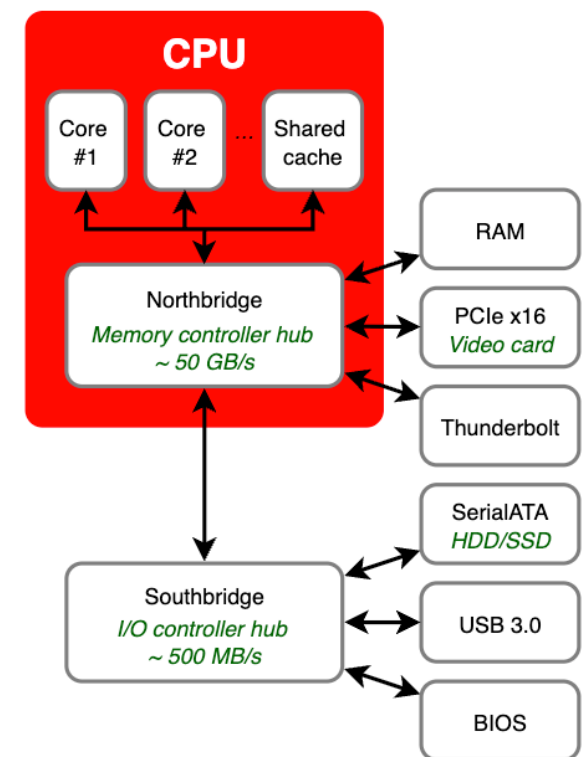 CPU
Core
#1
Core
#2
...
Shared
cache
Northbridge
Memory controller hub
~ 50 GB/s
RAM
PCIe x16
Video card
Thunderbolt
SerialATA
HDD/SSD
Southbridge
I/O controller hub
~ 500 MB/s
USB 3.0
BIOS